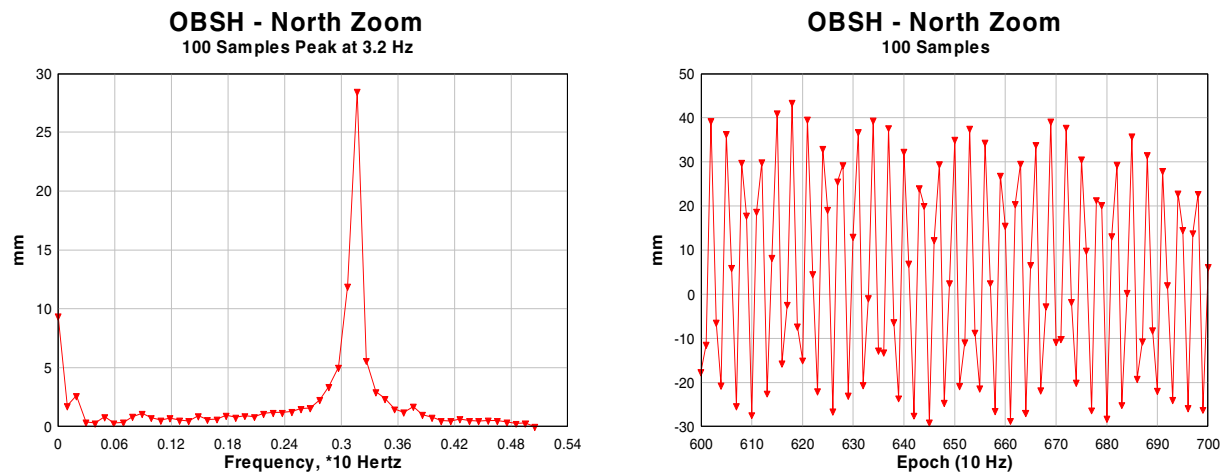 OBSH - North Zoom
100 Samples Peak at 3.2 Hz
30
25
20
15
10
5
0
mm
0 0.06 0.12 0.18 0.24 0.3 0.36 0.42 0.48 0.54
Frequency, *10 Hertz
OBSH - North Zoom
100 Samples
50
40
30
20
10
0
-10
-20
-30
mm
600 610 620 630 640 650 660 670 680 690 700
Epoch (10 Hz)